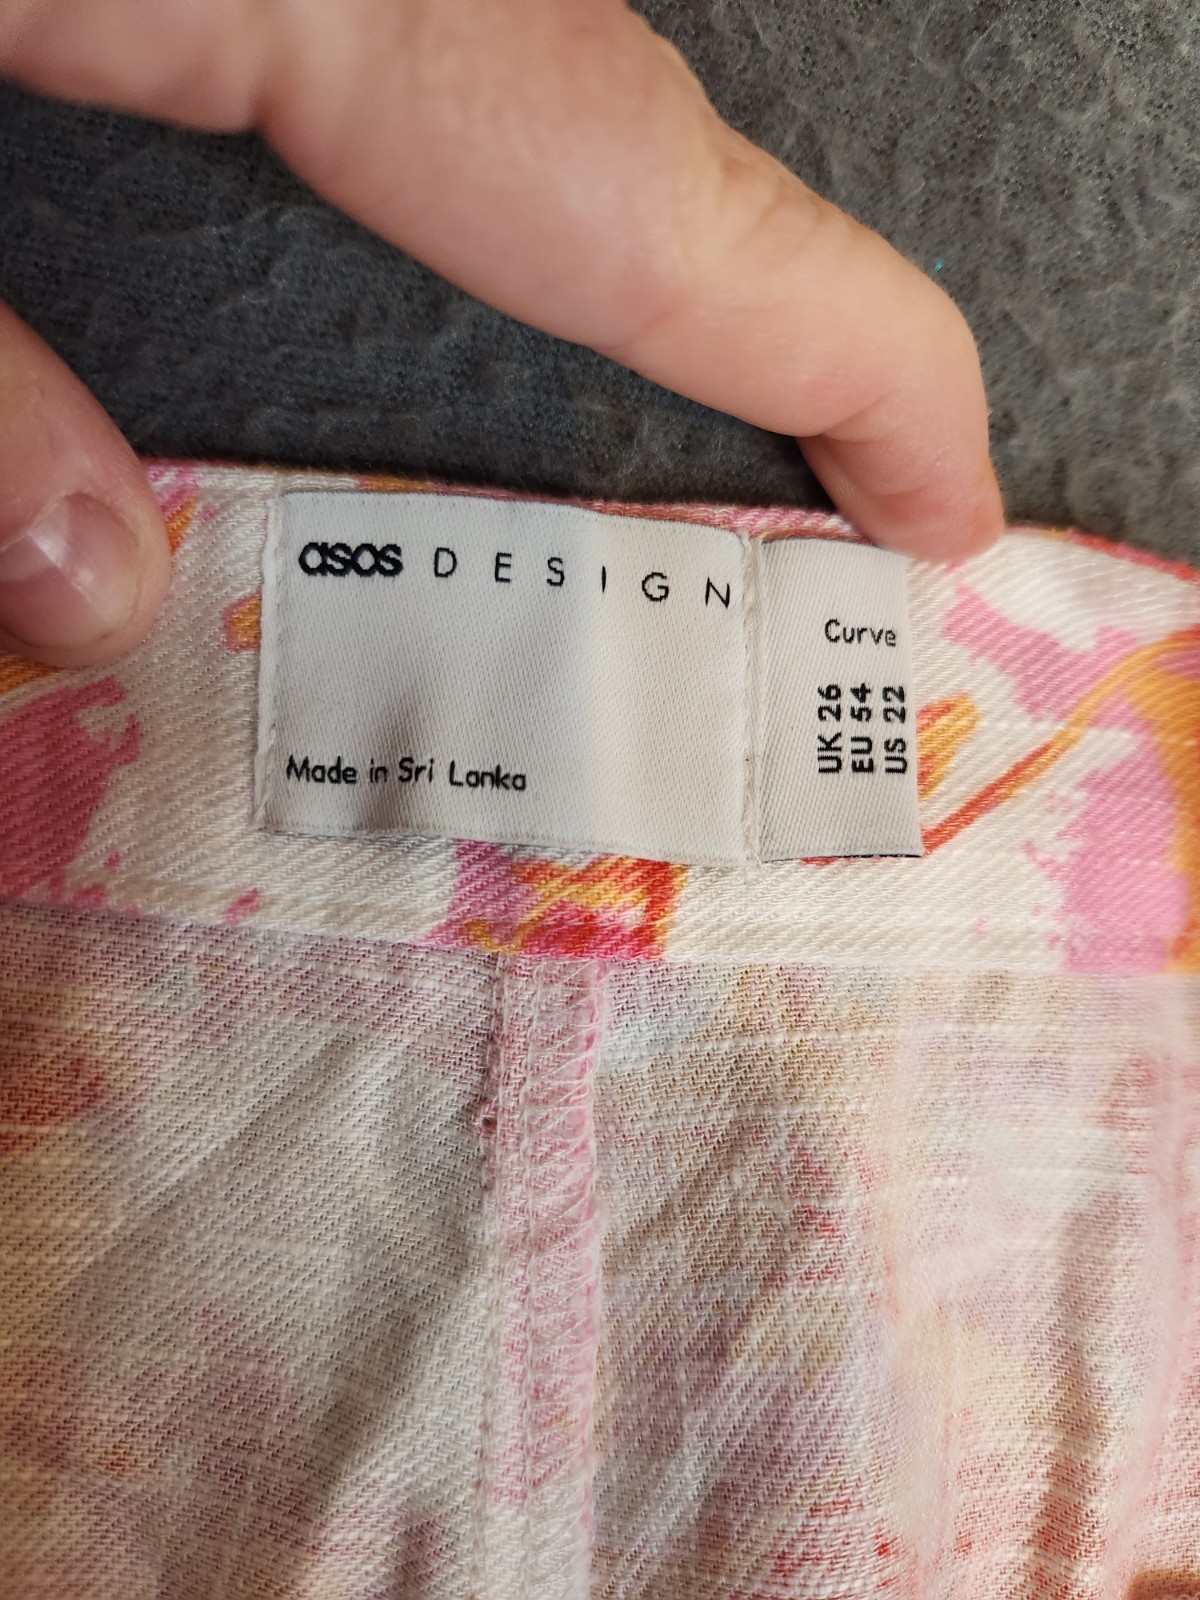 asos DESIGN
Made in Sri Lanka
Curve
UK 26
EU 54
US 22